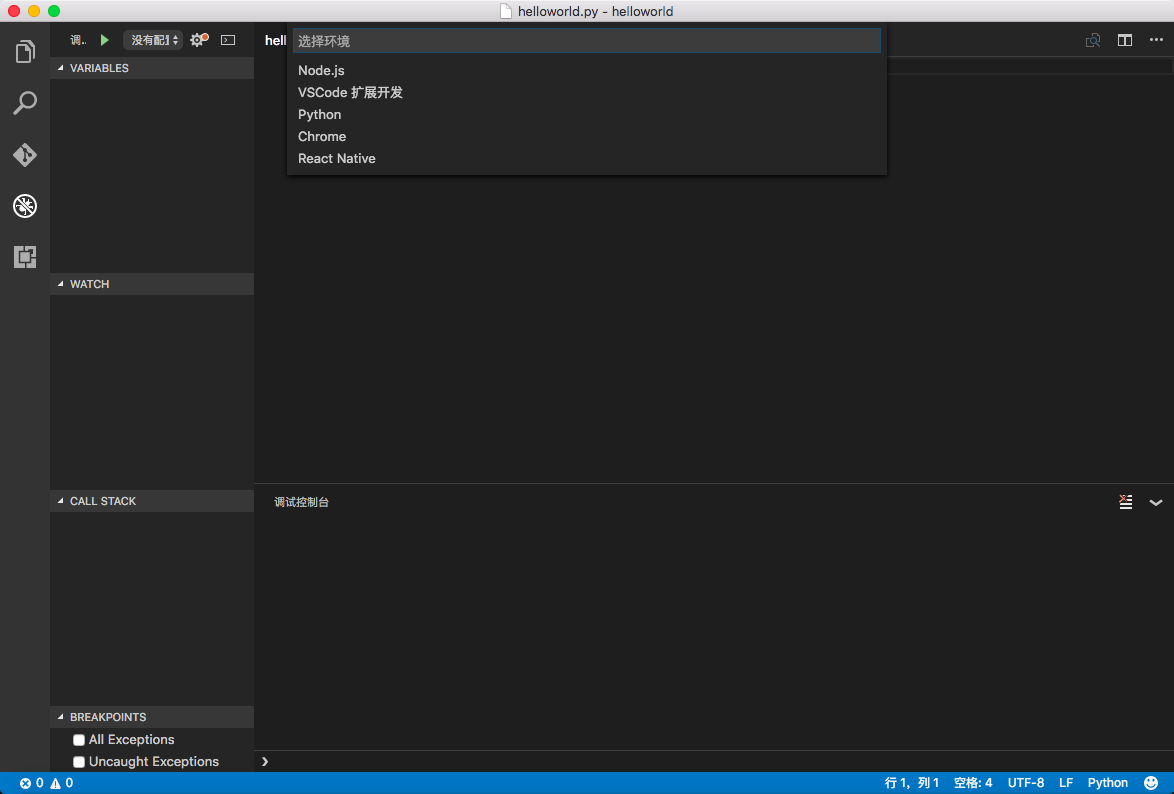 helloworld.py - helloworld
调..
没有配置
hell
选择环境
Node.js
VSCode 扩展开发
Python
Chrome
React Native
VARIABLES
WATCH
CALL STACK
BREAKPOINTS
All Exceptions
Uncaught Exceptions
调试控制台
0
0
行 1，列 1
空格: 4
UTF-8
LF
Python